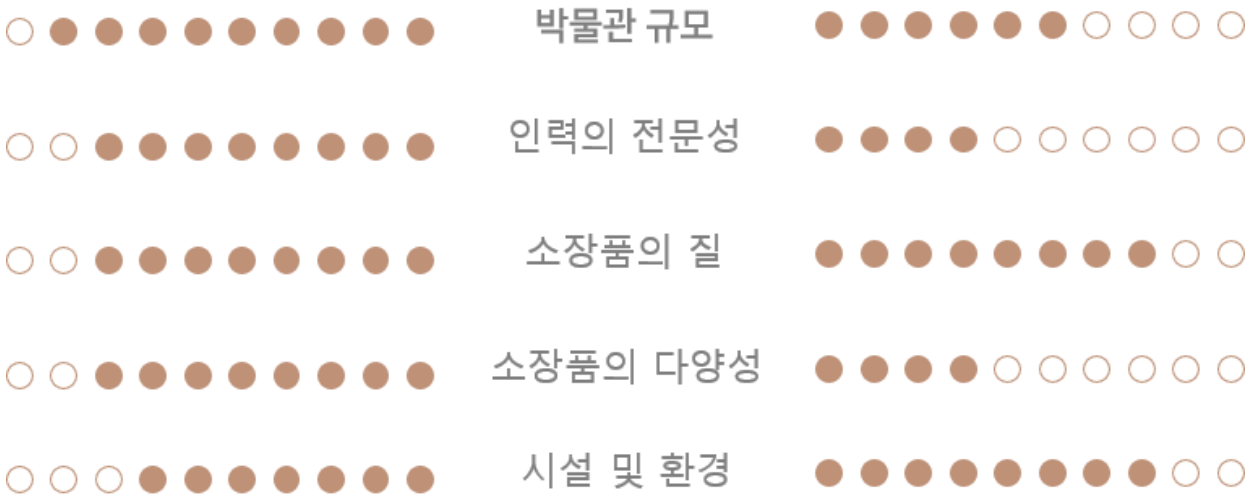 박물관 규모
인력의 전문성
소장품의 질
소장품의 다양성
시설 및 환경